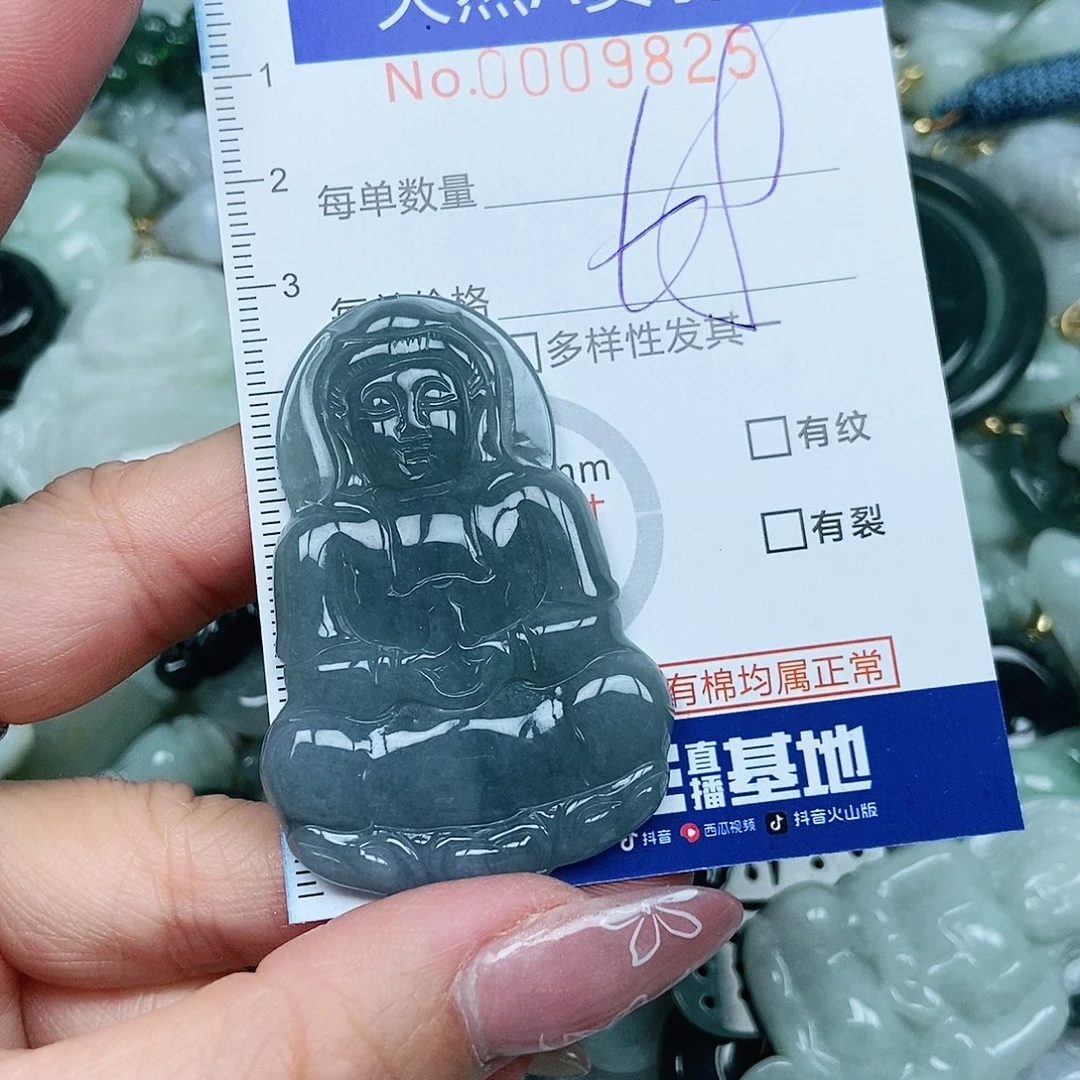 No.0009825
1
2
每单数量
3
多样性发其
有纹
mm
有裂
有棉均属正常
直播基地
抖音 西瓜视频 抖音火山版